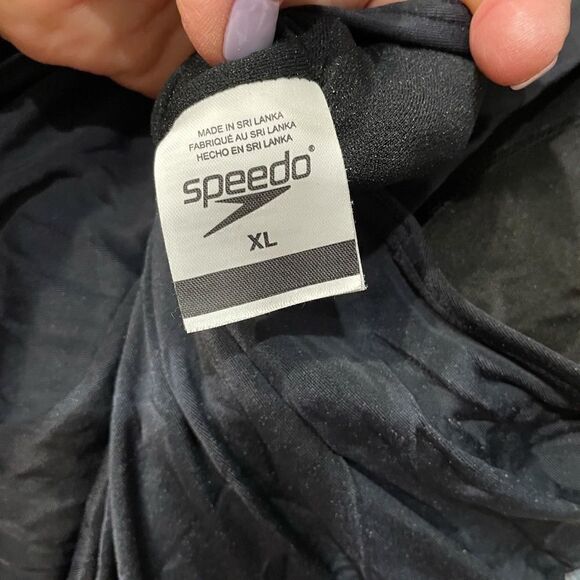 MADE IN SRI LANKA
FABRIQUÉ AU SRI LANKA
HECHO EN SRI LANKA
speedo®
XL